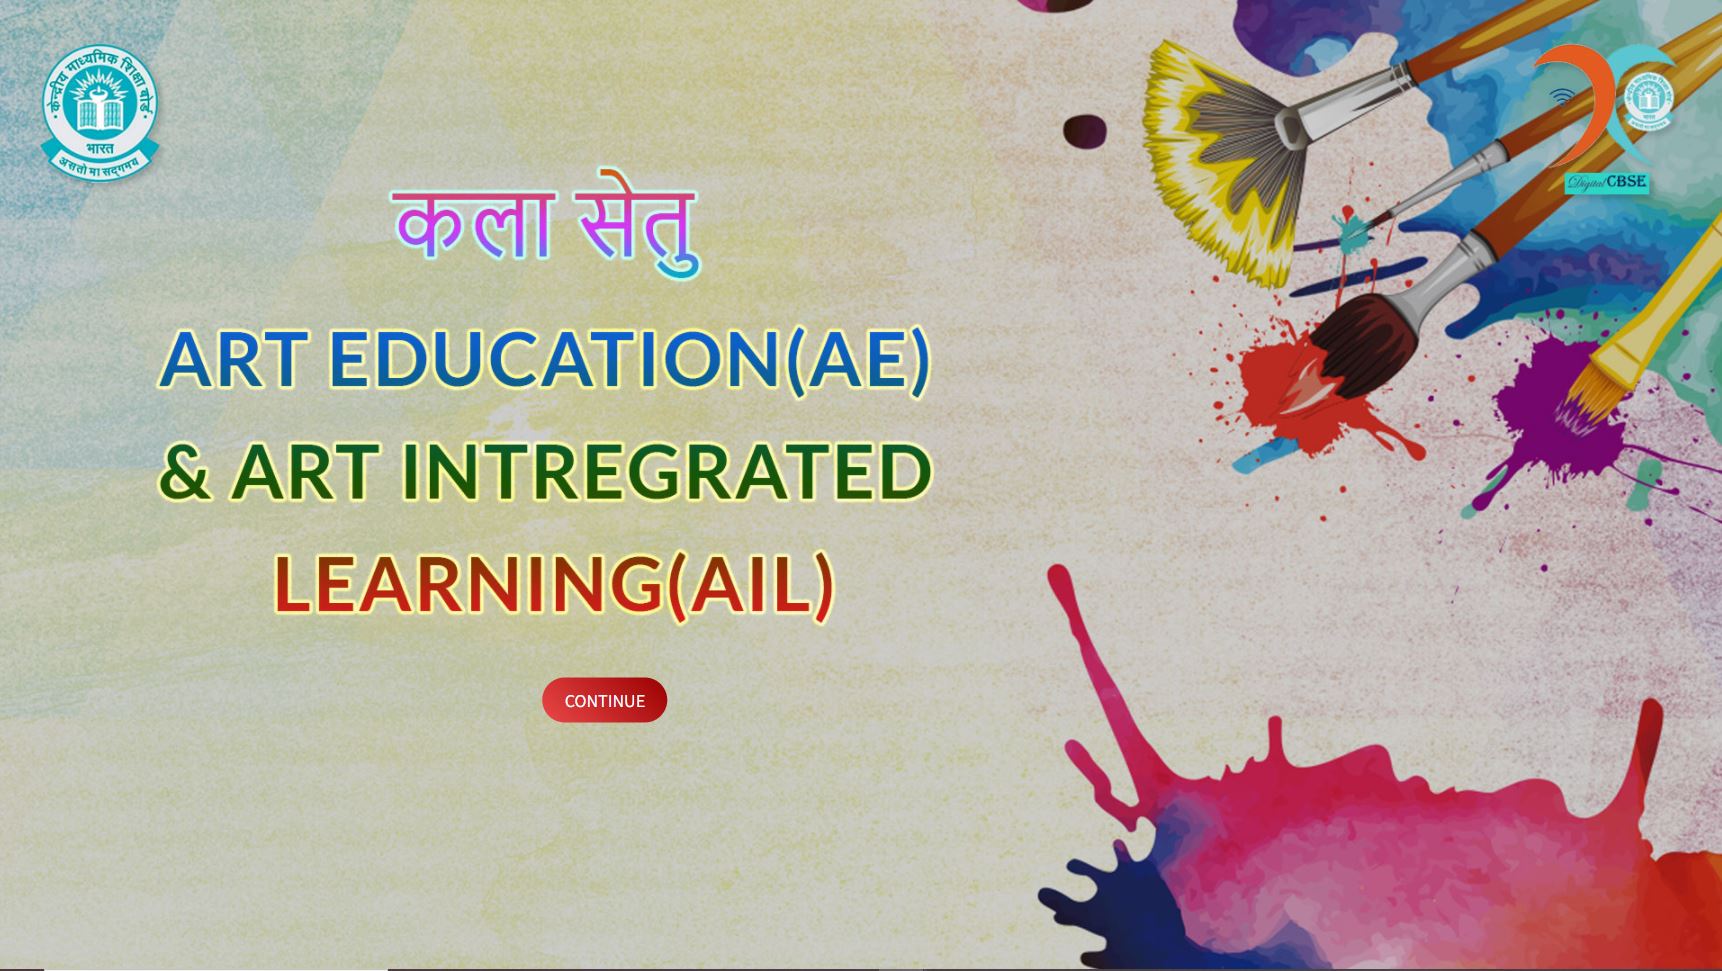 केन्द्रीय माध्यमिक शिक्षा बोर्ड
भारत
असतो मा सद्गमय
Digital CBSE
कला सेतु
ART EDUCATION(AE)
& ART INTREGRATED
LEARNING(AIL)
CONTINUE